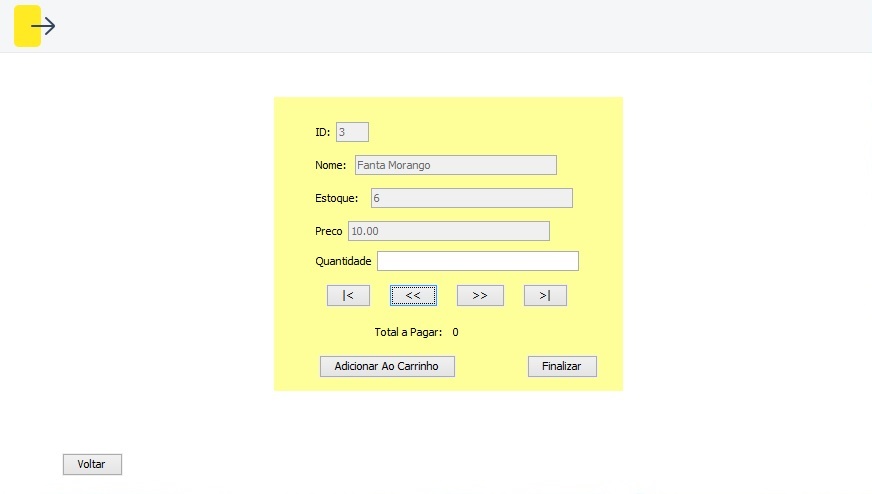 ID: 3
Nome: Fanta Morango
Estoque: 6
Preco 10.00
Quantidade
|< << >> >|
Total a Pagar: 0
Adicionar Ao Carrinho Finalizar
Voltar